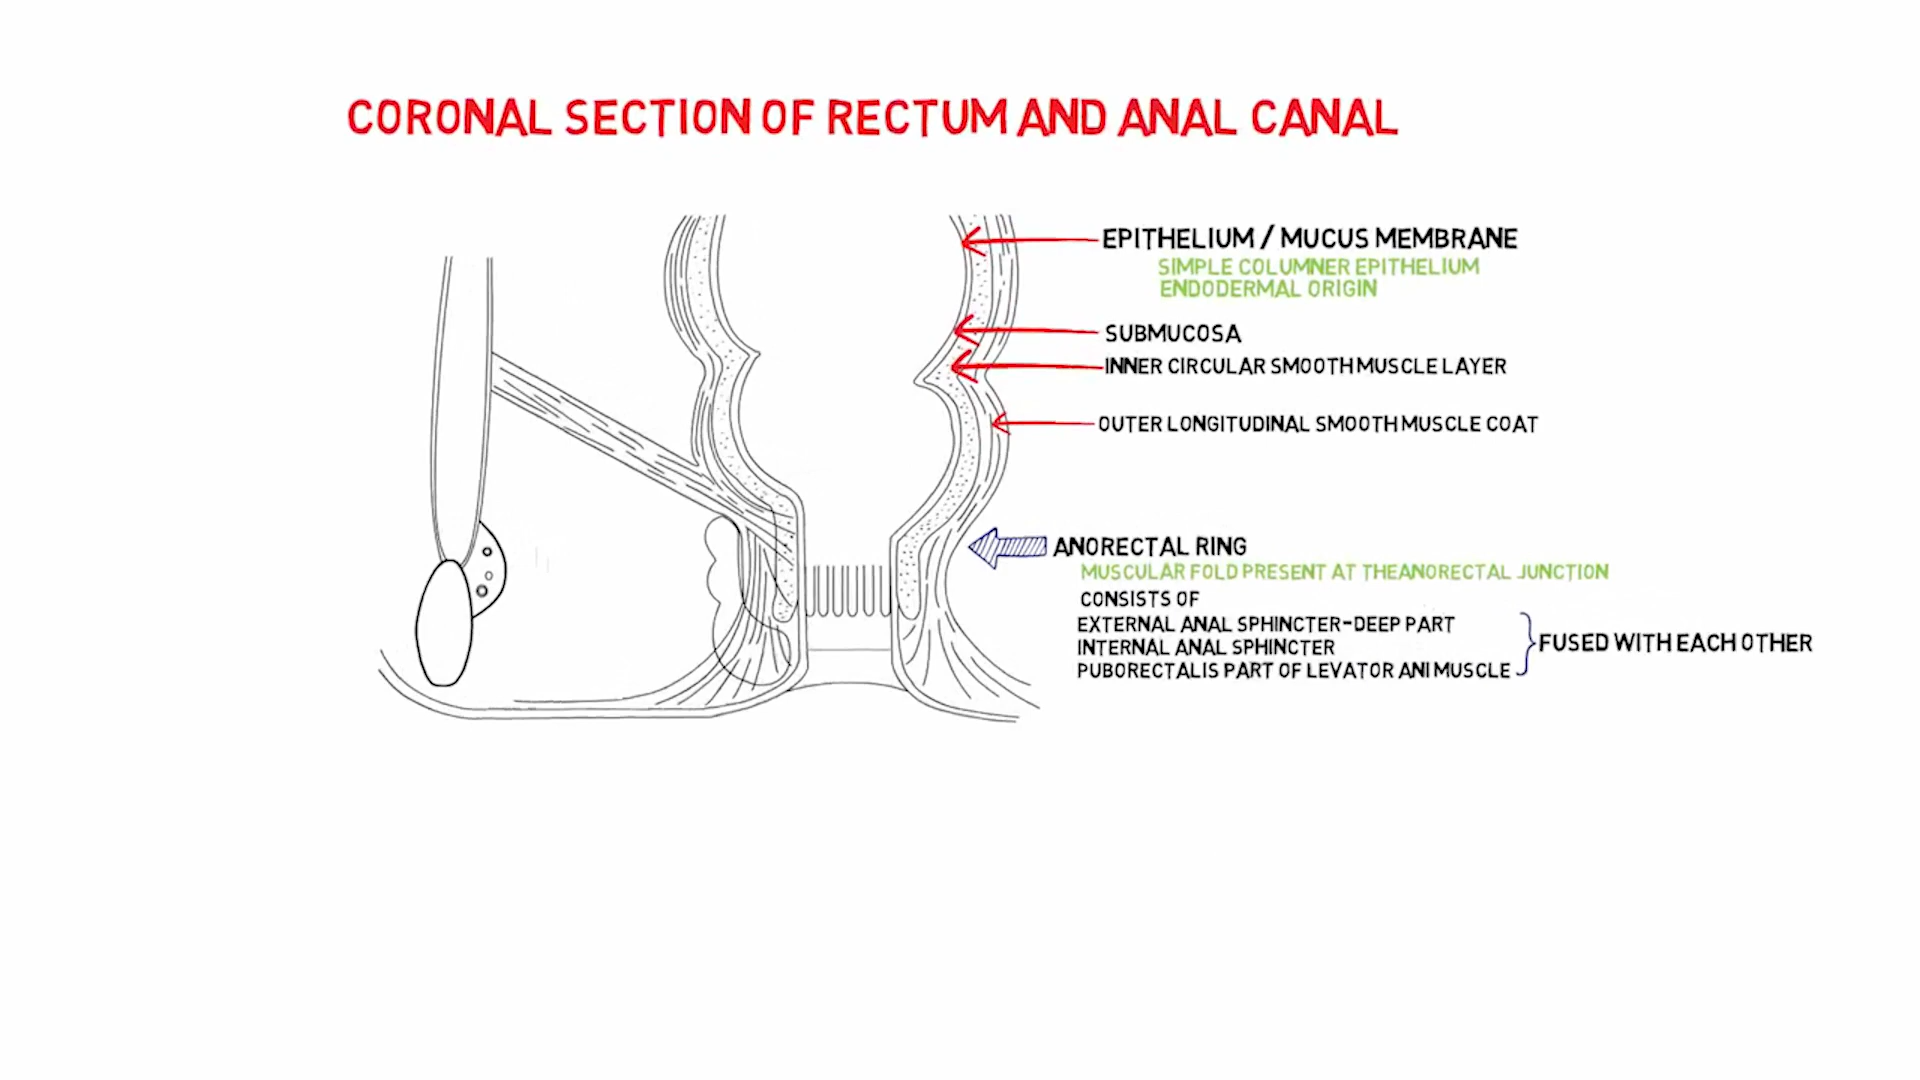 CORONAL SECTION OF RECTUM AND ANAL CANAL
EPITHELIUM / MUCUS MEMBRANE
SIMPLE COLUMNER EPITHELIUM
ENDODERMAL ORIGIN
SUBMUCOSA
INNER CIRCULAR SMOOTH MUSCLE LAYER
OUTER LONGITUDINAL SMOOTH MUSCLE COAT
ANORECTAL RING
MUSCULAR FOLD PRESENT AT THE ANORECTAL JUNCTION
CONSISTS OF
EXTERNAL ANAL SPHINCTER-DEEP PART
INTERNAL ANAL SPHINCTER
PUBORECTALIS PART OF LEVATOR ANI MUSCLE
FUSED WITH EACH OTHER